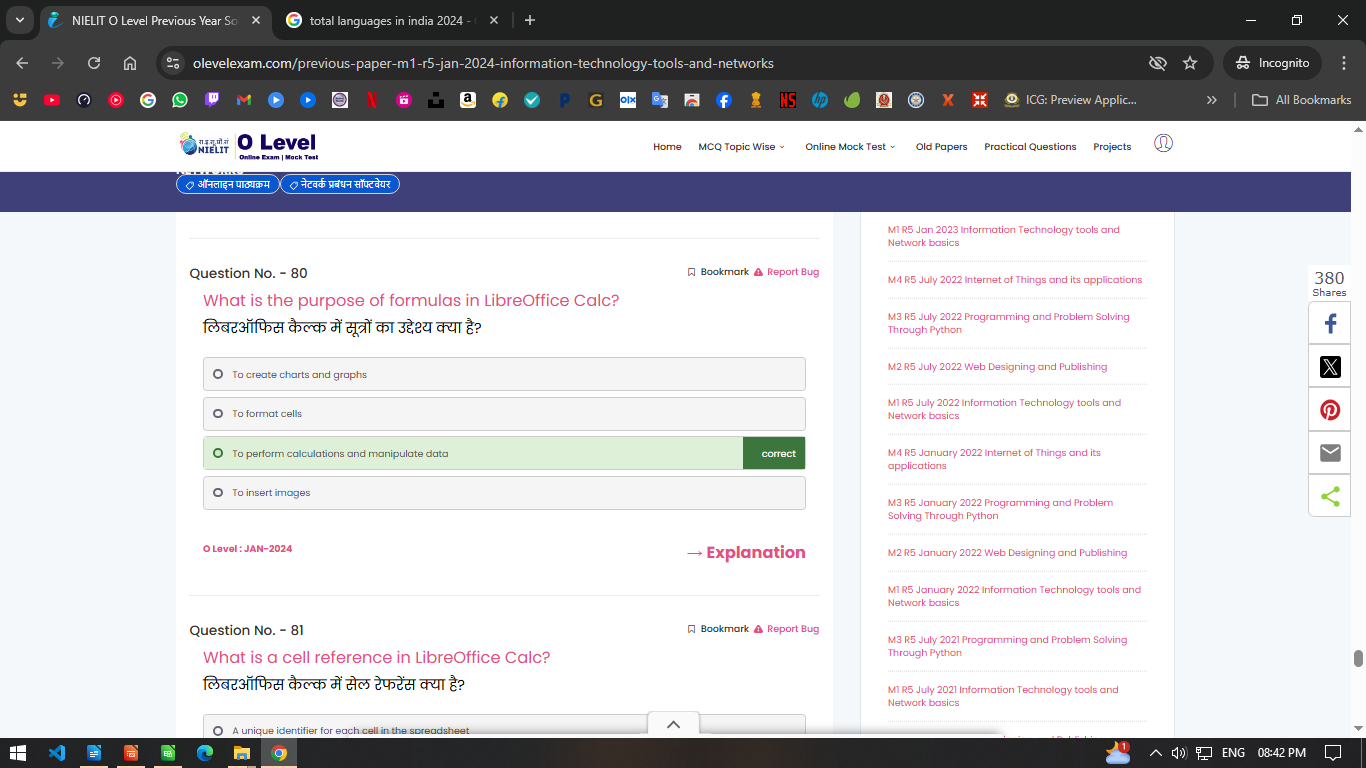 NIELIT O Level Previous Year So
total languages in india 2024 -
olevelexam.com/previous-paper-m1-r5-jan-2024-information-technology-tools-and-networks
Incognito
ICG: Preview Applic...
All Bookmarks
रा.इ.सू.प्रौ.सं
NIELIT
O Level
Online Exam | Mock Test
Home
MCQ Topic Wise
Online Mock Test
Old Papers
Practical Questions
Projects
ऑनलाइन पाठ्यक्रम
नेटवर्क प्रबंधन सॉफ्टवेयर
Question No. - 80
Bookmark
Report Bug
What is the purpose of formulas in LibreOffice Calc?
लिबरऑफिस कैल्क में सूत्रों का उद्देश्य क्या है?
To create charts and graphs
To format cells
To perform calculations and manipulate data
correct
To insert images
O Level : JAN-2024
→ Explanation
Question No. - 81
Bookmark
Report Bug
What is a cell reference in LibreOffice Calc?
लिबरऑफिस कैल्क में सेल रेफरेंस क्या है?
A unique identifier for each cell in the spreadsheet
M1 R5 Jan 2023 Information Technology tools and
Network basics
M4 R5 July 2022 Internet of Things and its applications
M3 R5 July 2022 Programming and Problem Solving
Through Python
M2 R5 July 2022 Web Designing and Publishing
M1 R5 July 2022 Information Technology tools and
Network basics
M4 R5 January 2022 Internet of Things and its
applications
M3 R5 January 2022 Programming and Problem
Solving Through Python
M2 R5 January 2022 Web Designing and Publishing
M1 R5 January 2022 Information Technology tools and
Network basics
M3 R5 July 2021 Programming and Problem Solving
Through Python
M1 R5 July 2021 Information Technology tools and
Network basics
380
Shares
1
ENG
08:42 PM